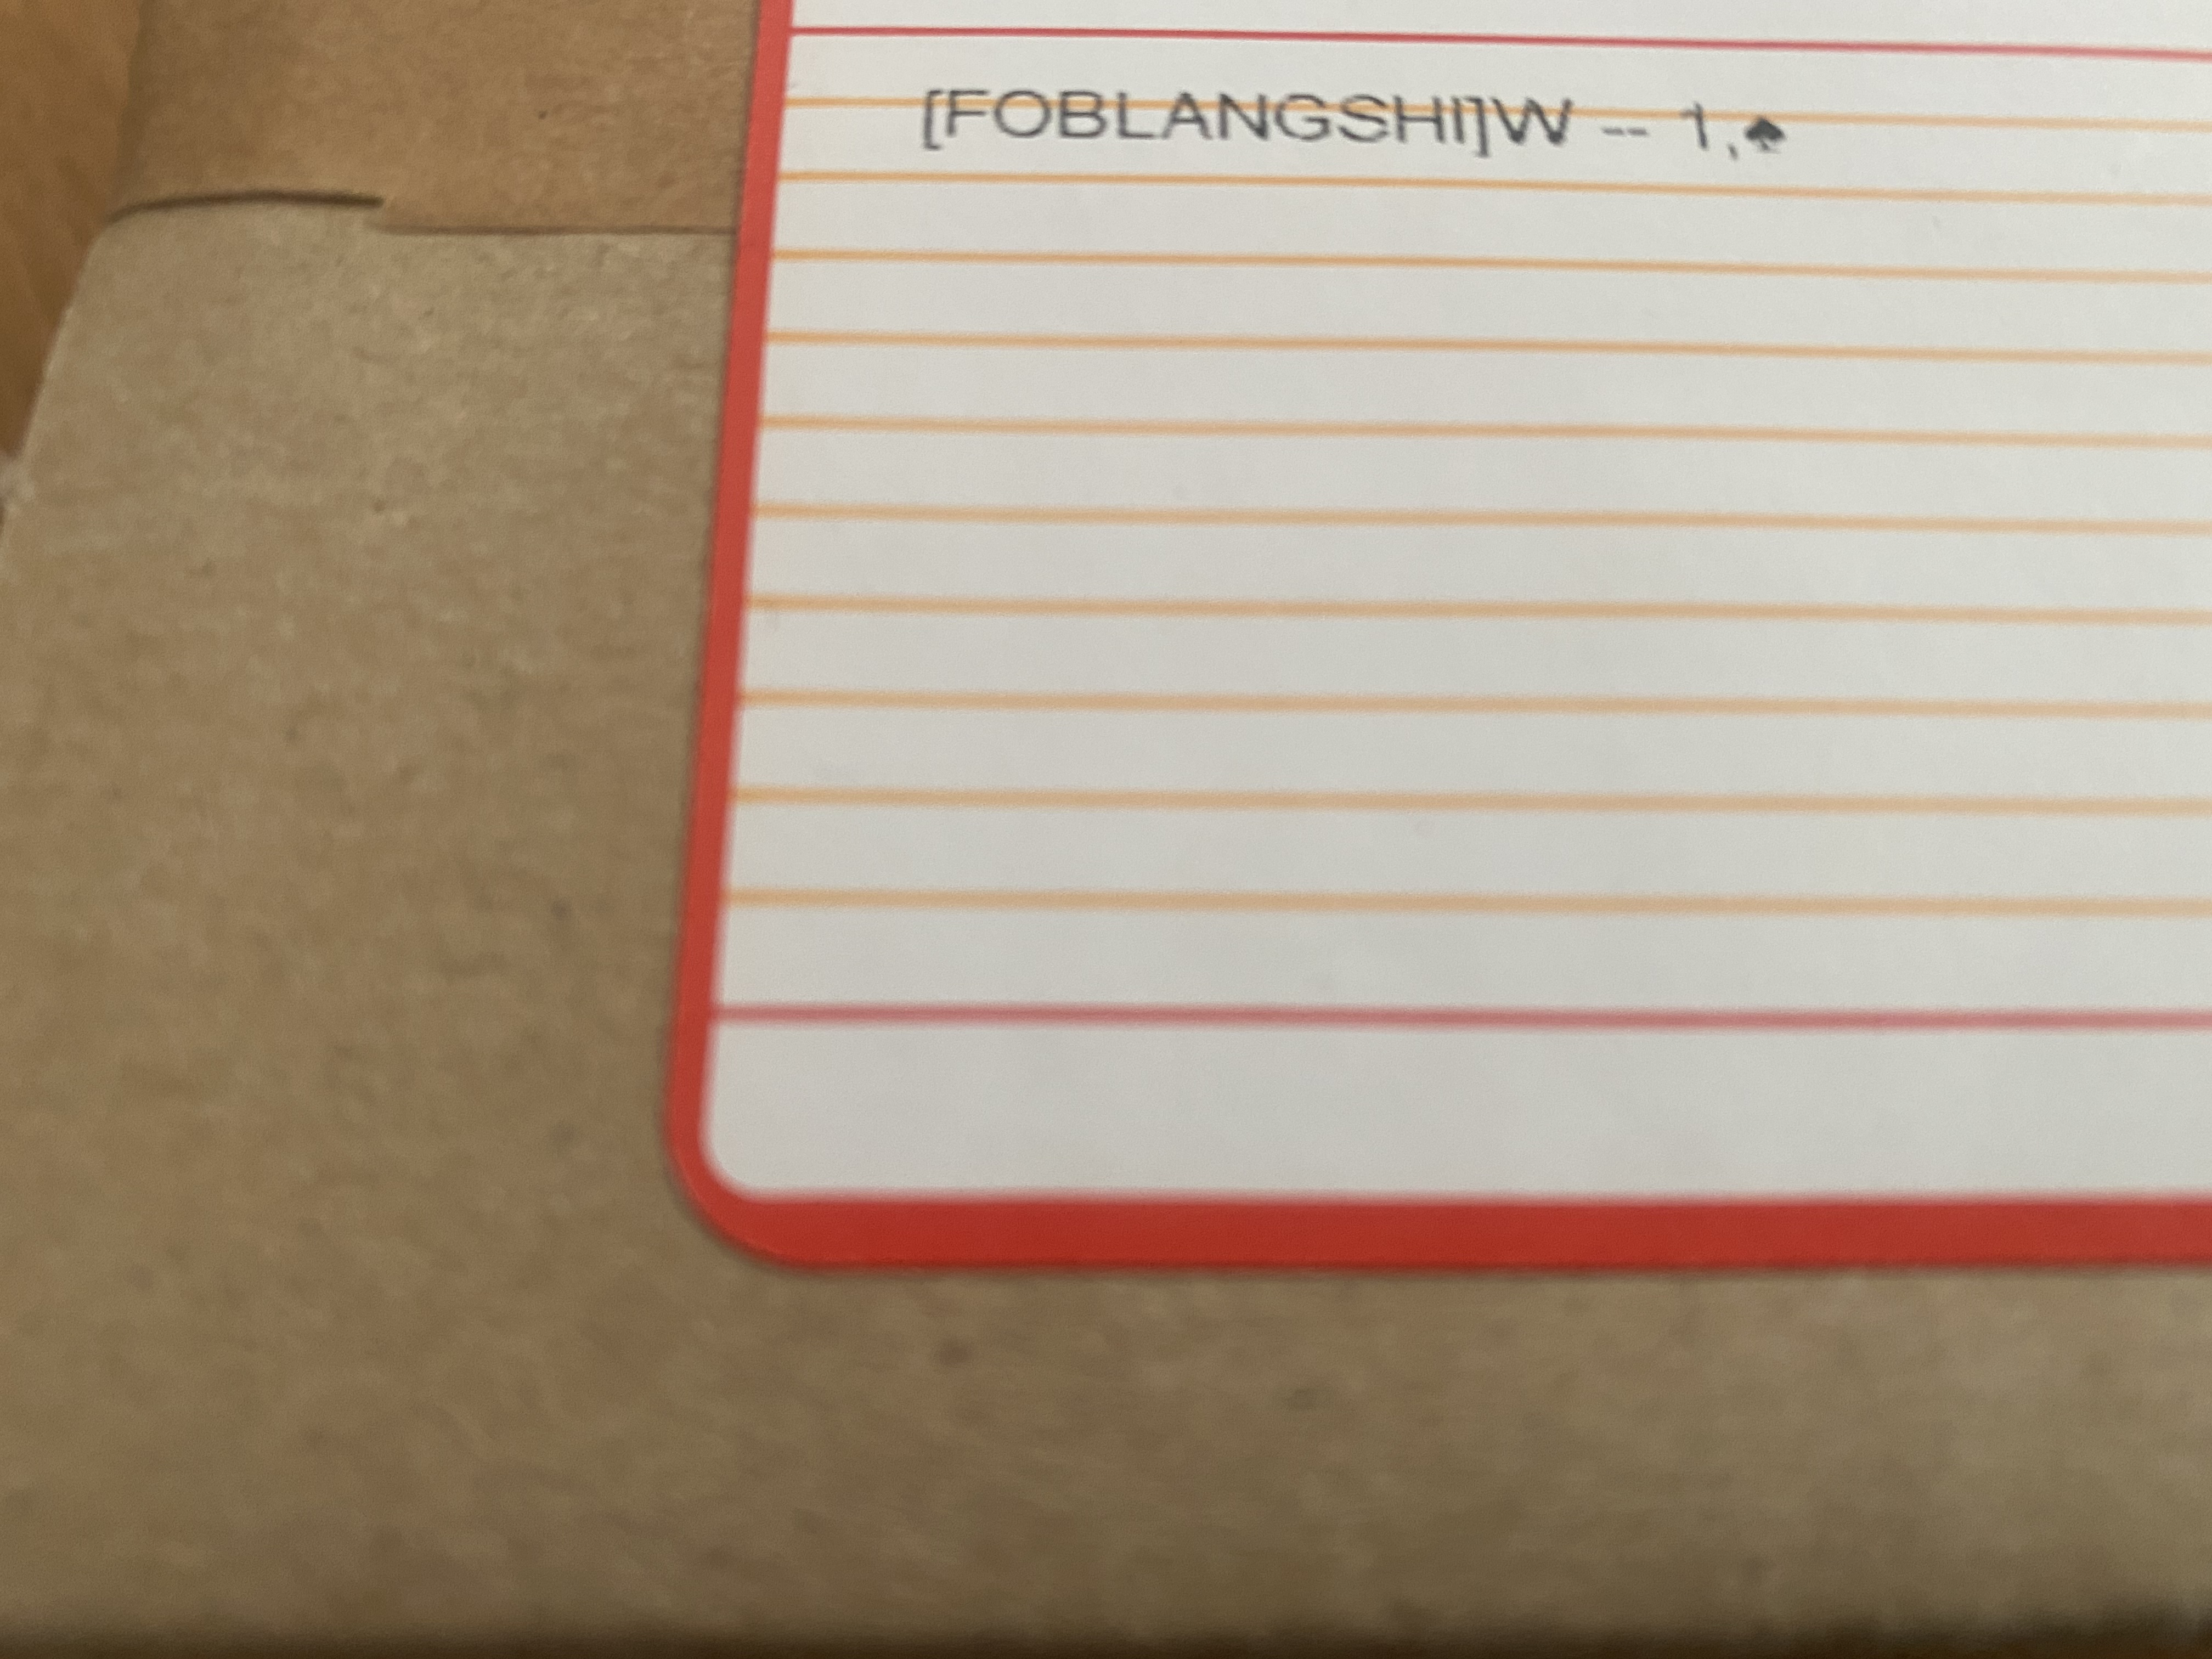 [FOBLANGSHI]W -- 1,♠